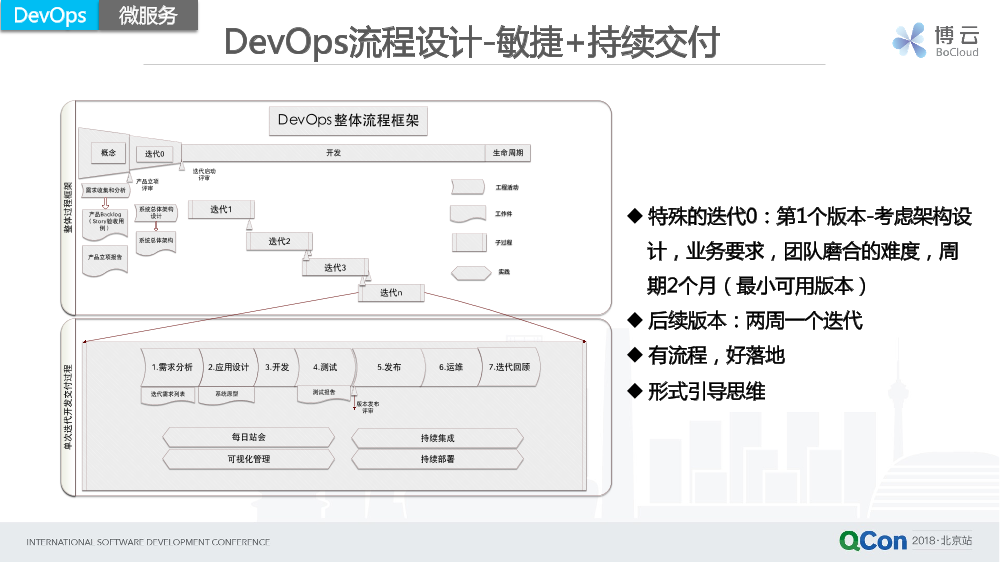 DevOps 微服务
DevOps流程设计-敏捷+持续交付
博云
BoCloud
DevOps整体流程框架
整体过程框架
概念
迭代0
开发
生命周期
产品立项
评审
迭代启动
评审
需求收集和分析
产品Backlog
（Story验收用
例）
产品立项报告
系统总体架构
设计
系统总体架构
迭代1
迭代2
迭代3
迭代n
工程活动
工作件
子过程
实践
单次迭代开发交付过程
1.需求分析
2.应用设计
3.开发
4.测试
5.发布
6.运维
7.迭代回顾
迭代需求列表
系统原型
测试报告
版本发布
评审
每日站会
持续集成
可视化管理
持续部署
◆ 特殊的迭代0：第1个版本-考虑架构设
计，业务要求，团队磨合的难度，周
期2个月（最小可用版本）
◆ 后续版本：两周一个迭代
◆ 有流程，好落地
◆ 形式引导思维
INTERNATIONAL SOFTWARE DEVELOPMENT CONFERENCE
QCon 2018·北京站